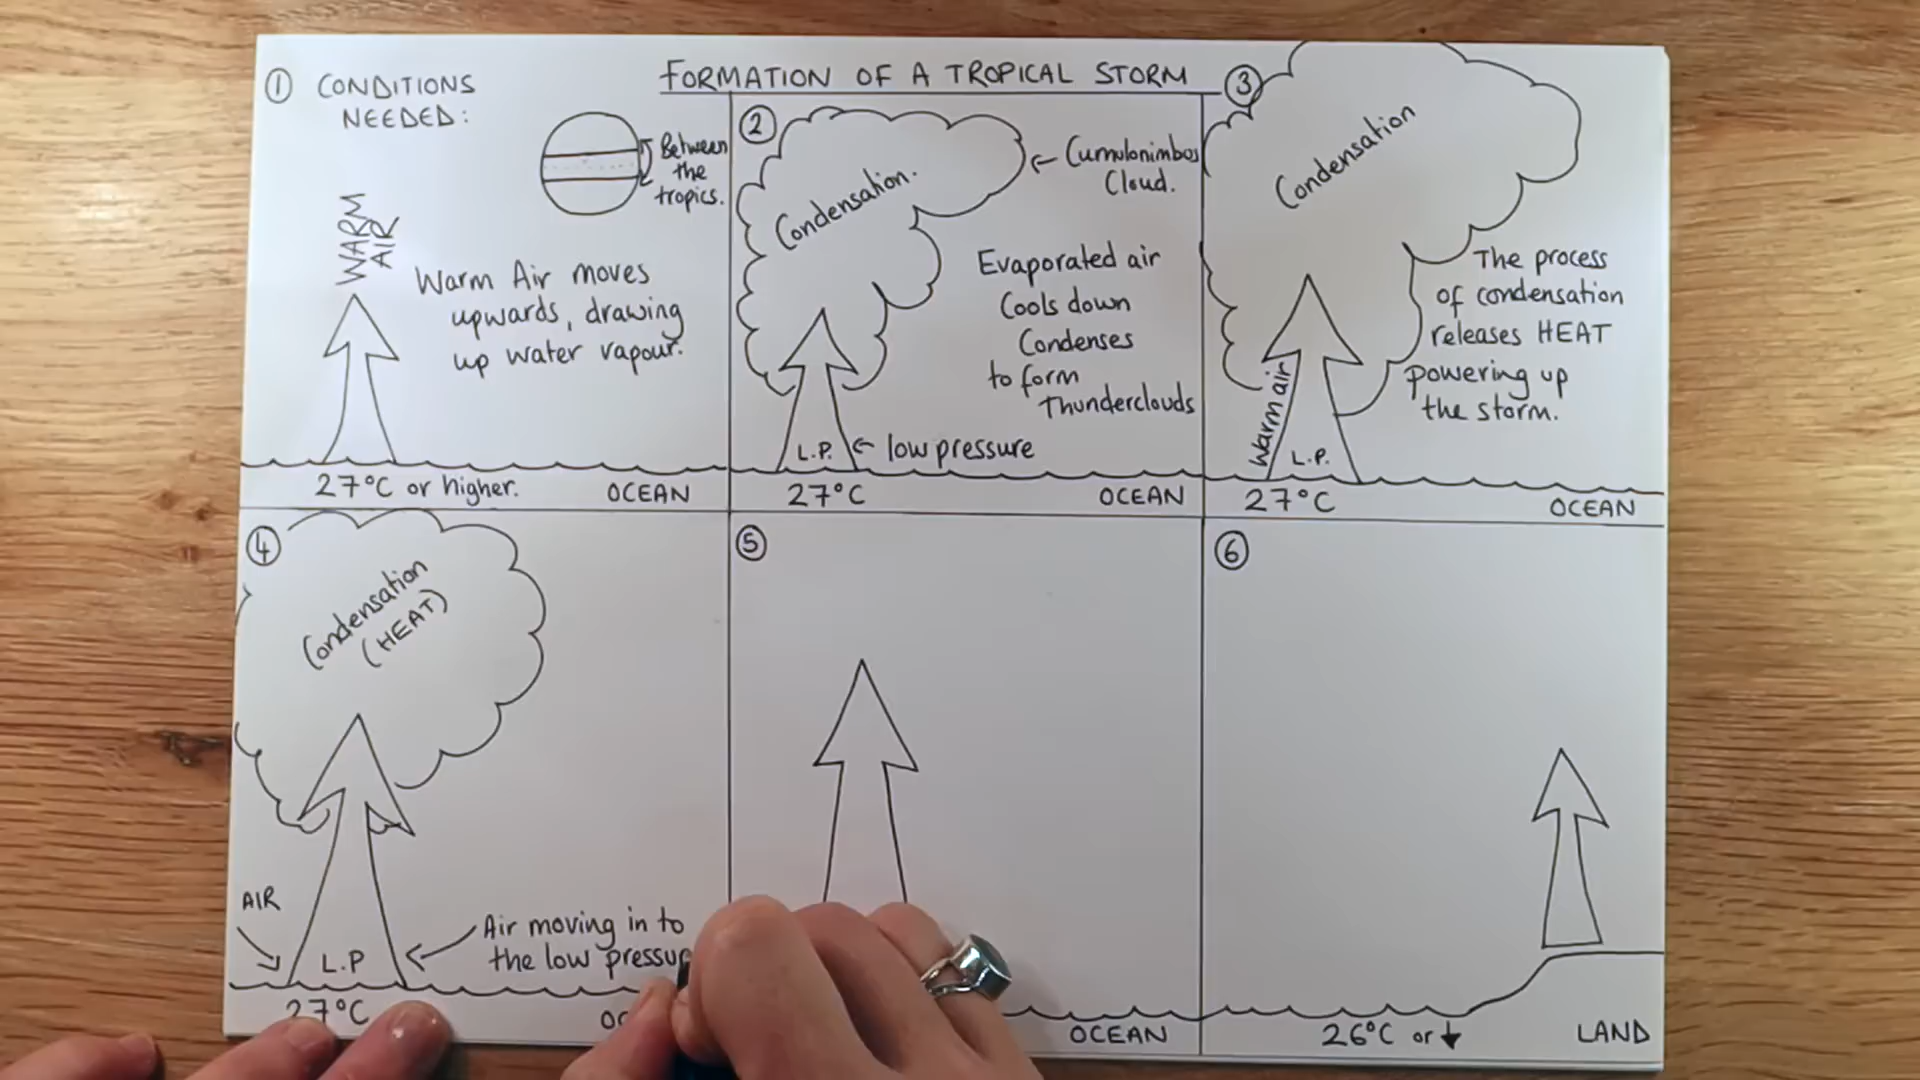 FORMATION OF A TROPICAL STORM
① CONDITIONS
NEEDED:
Between
the
tropics.
WARM
AIR
Warm Air moves
upwards, drawing
up water vapour.
27°C or higher.
OCEAN
②
Condensation.
← Cumulonimbos
Cloud.
Evaporated air
Cools down
Condenses
to form
Thunderclouds
L.P. ← low pressure
27°C
OCEAN
③
Condensation
The process
of condensation
releases HEAT
powering up
the storm.
Warm air
L.P.
27°C
OCEAN
④
Condensation
(HEAT)
AIR
Air moving in to
the low
L.P
27°C
⑤
OCEAN
⑥
26°C or ↓
LAND